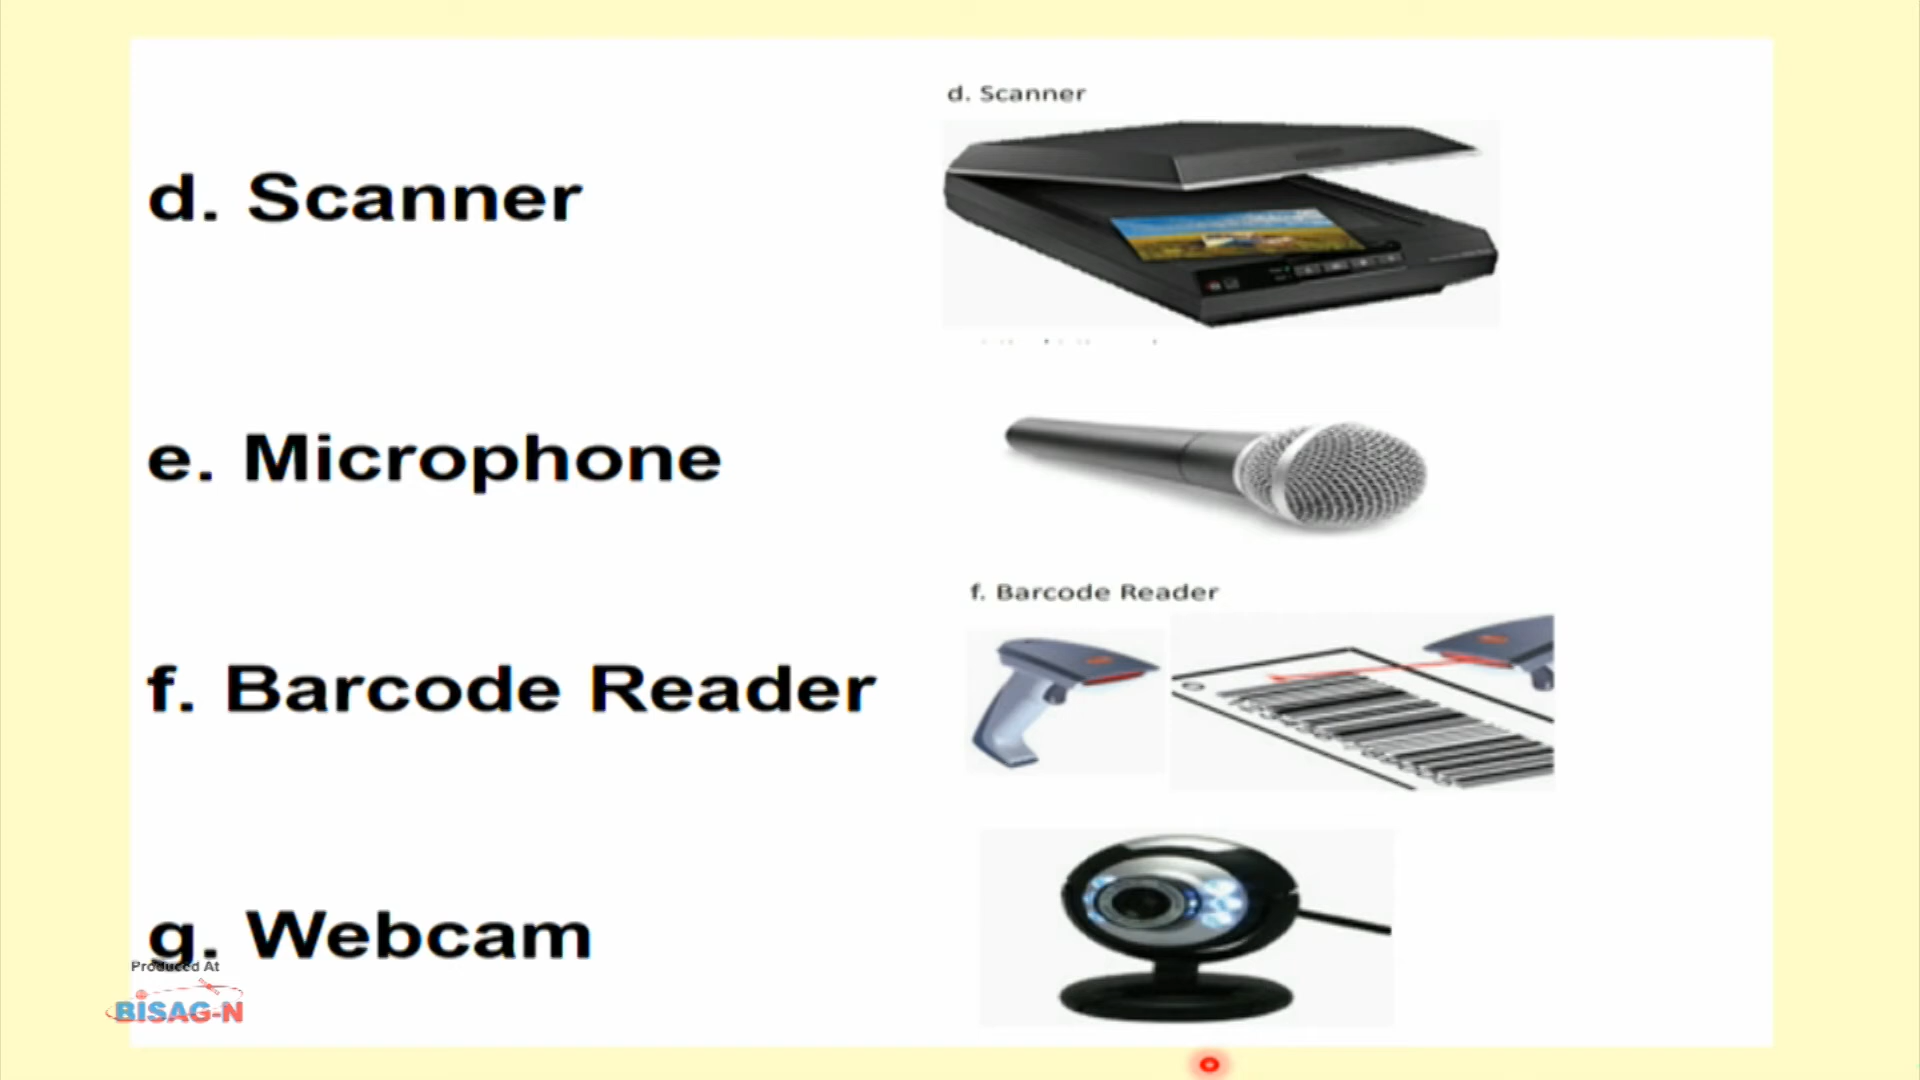 d. Scanner
d. Scanner
e. Microphone
f. Barcode Reader
f. Barcode Reader
g. Webcam
Produced At
BISAG-N